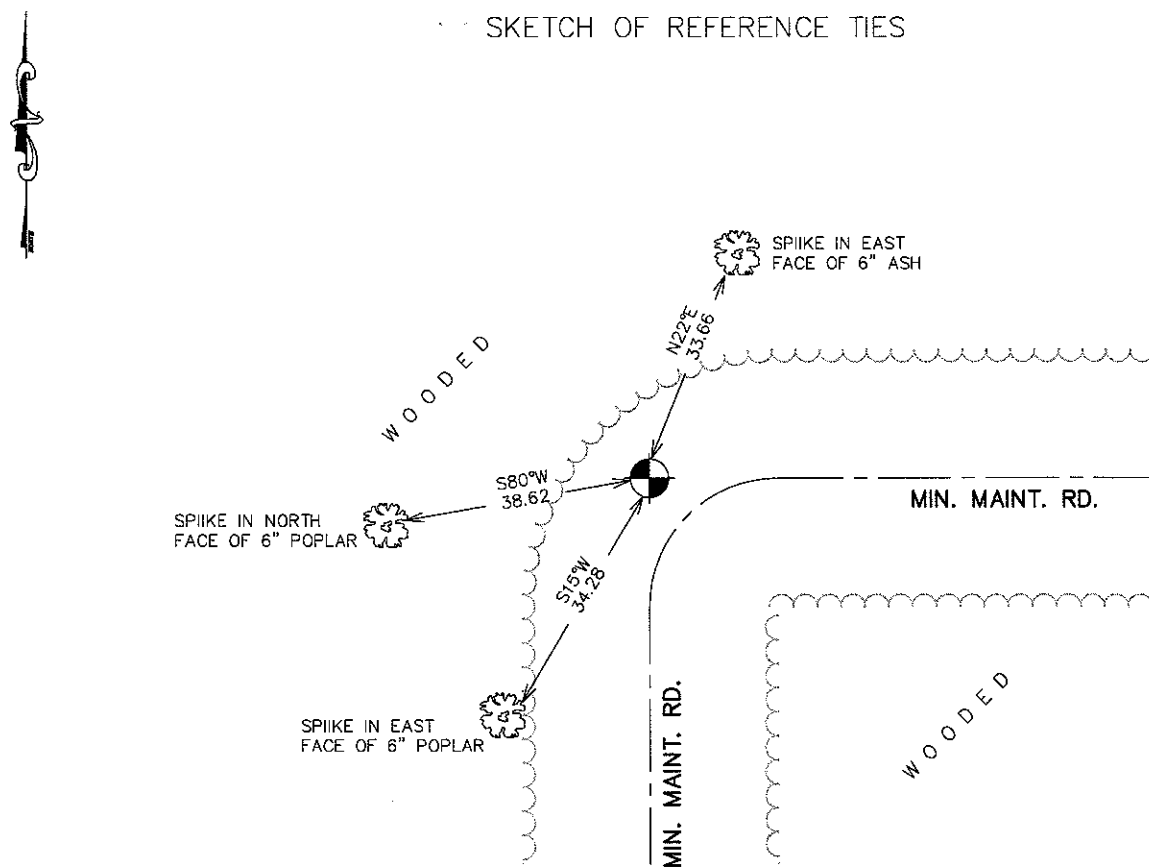 SKETCH OF REFERENCE TIES
SPIIKE IN EAST
FACE OF 6" ASH
N22°E
33.66
WOODED
S80°W
38.62
SPIIKE IN NORTH
FACE OF 6" POPLAR
MIN. MAINT. RD.
S15°W
34.28
SPIIKE IN EAST
FACE OF 6" POPLAR
MIN. MAINT. RD.
WOODED